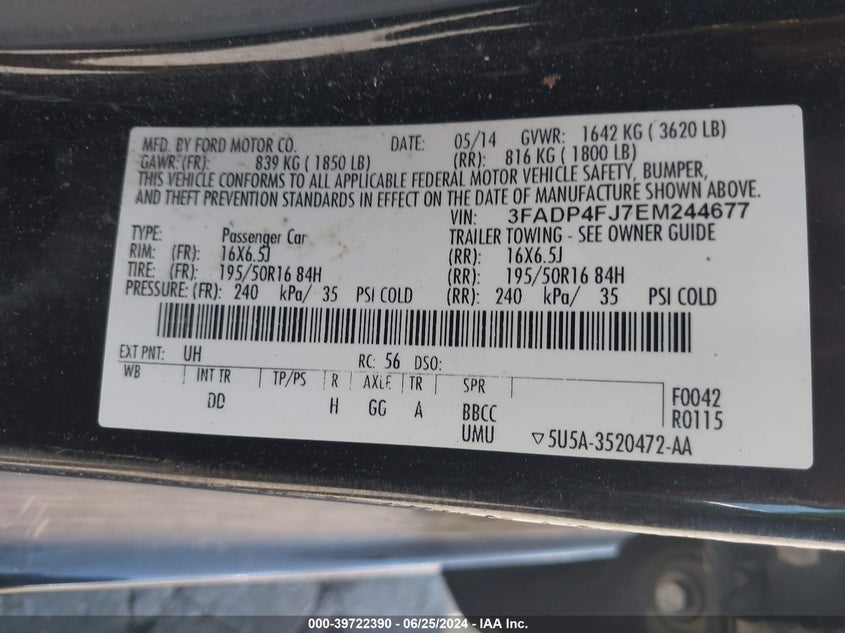 MFD. BY FORD MOTOR CO. DATE: 05/14 GVWR: 1642 KG ( 3620 LB)
GAWR: (FR): 839 KG ( 1850 LB) (RR): 816 KG ( 1800 LB)
THIS VEHICLE CONFORMS TO ALL APPLICABLE FEDERAL MOTOR VEHICLE SAFETY, BUMPER,
AND THEFT PREVENTION STANDARDS IN EFFECT ON THE DATE OF MANUFACTURE SHOWN ABOVE.
VIN: 3FADP4FJ7EM244677
TYPE: Passenger Car TRAILER TOWING - SEE OWNER GUIDE
RIM: (FR): 16X6.5J (RR): 16X6.5J
TIRE: (FR): 195/50R16 84H (RR): 195/50R16 84H
PRESSURE: (FR): 240 kPa/ 35 PSI COLD (RR): 240 kPa/ 35 PSI COLD
EXT PNT: UH RC: 56 DSO:
WB INT TR TP/PS R AXLE TR SPR F0042
DD H GG A BBCC R0115
UMU ▽5U5A-3520472-AA
000-39722390 - 06/25/2024 - IAA Inc.